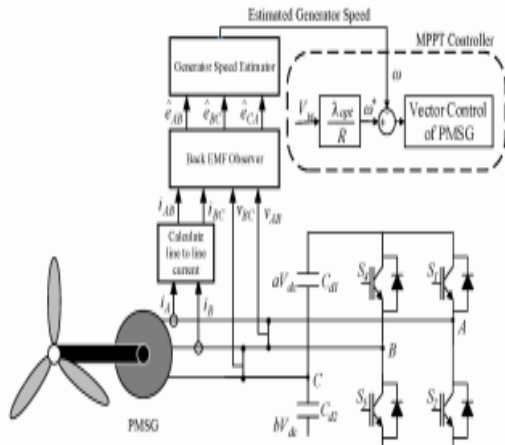 Estimated Generator Speed
MPPT Controller
Generator Speed Estimator
ω
ê_AB ê_BC ê_CA
V_w λ_opt / R ω* + Vector Control of PMSG
Back EMF Observer
i_AB i_BC v_BC v_AB
Calculate line to line current
i_A i_B
aV_dc C_d1
A
B
C
PMSG
bV_dc C_d2